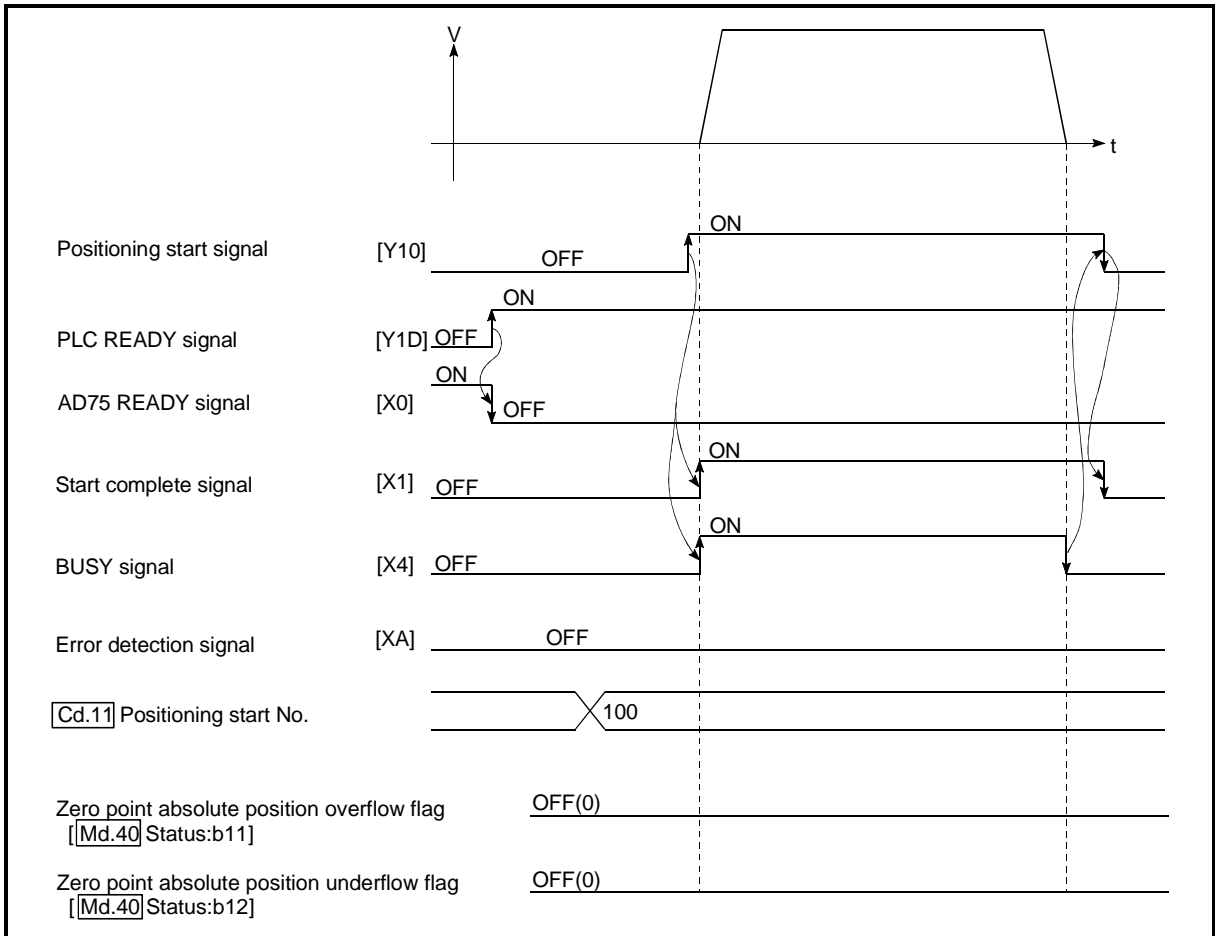 V
t
Positioning start signal [Y10] OFF ON
PLC READY signal [Y1D] OFF ON
AD75 READY signal [X0] ON OFF
Start complete signal [X1] OFF ON
BUSY signal [X4] OFF ON
Error detection signal [XA] OFF
Cd.11 Positioning start No. 100
Zero point absolute position overflow flag OFF(0)
[ Md.40 Status:b11]
Zero point absolute position underflow flag OFF(0)
[ Md.40 Status:b12]